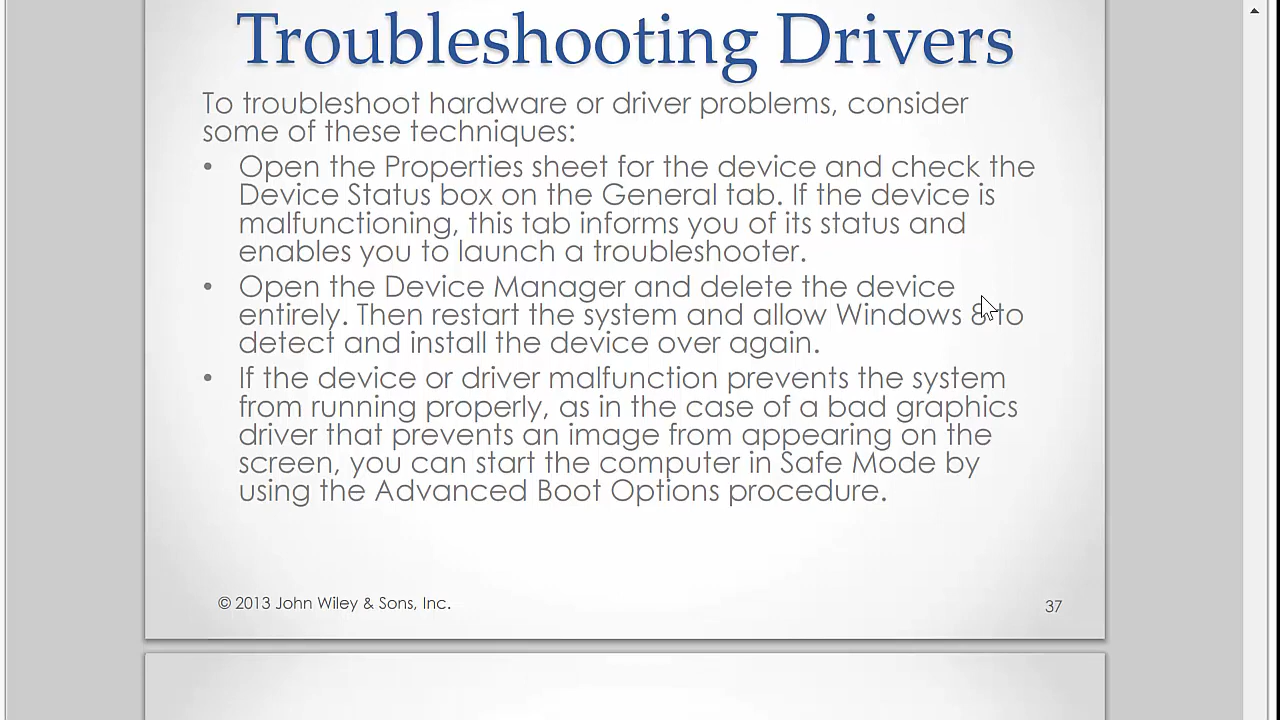 Troubleshooting Drivers
To troubleshoot hardware or driver problems, consider
some of these techniques:
• Open the Properties sheet for the device and check the
Device Status box on the General tab. If the device is
malfunctioning, this tab informs you of its status and
enables you to launch a troubleshooter.
• Open the Device Manager and delete the device
entirely. Then restart the system and allow Windows 8 to
detect and install the device over again.
• If the device or driver malfunction prevents the system
from running properly, as in the case of a bad graphics
driver that prevents an image from appearing on the
screen, you can start the computer in Safe Mode by
using the Advanced Boot Options procedure.
© 2013 John Wiley & Sons, Inc.
37